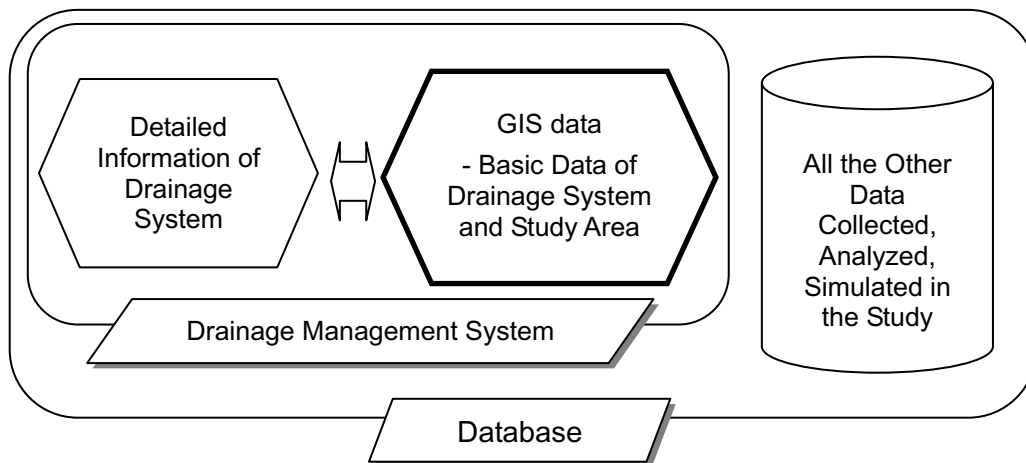 Detailed
Information of
Drainage
System
GIS data
- Basic Data of
Drainage System
and Study Area
All the Other
Data
Collected,
Analyzed,
Simulated in
the Study
Drainage Management System
Database